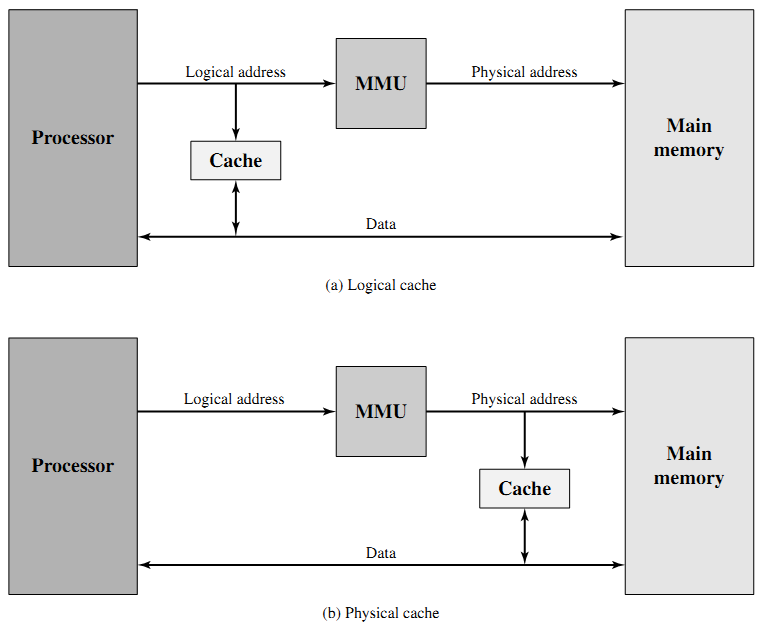 Logical address
MMU
Physical address
Processor
Cache
Main
memory
Data
(a) Logical cache
Logical address
MMU
Physical address
Processor
Cache
Main
memory
Data
(b) Physical cache